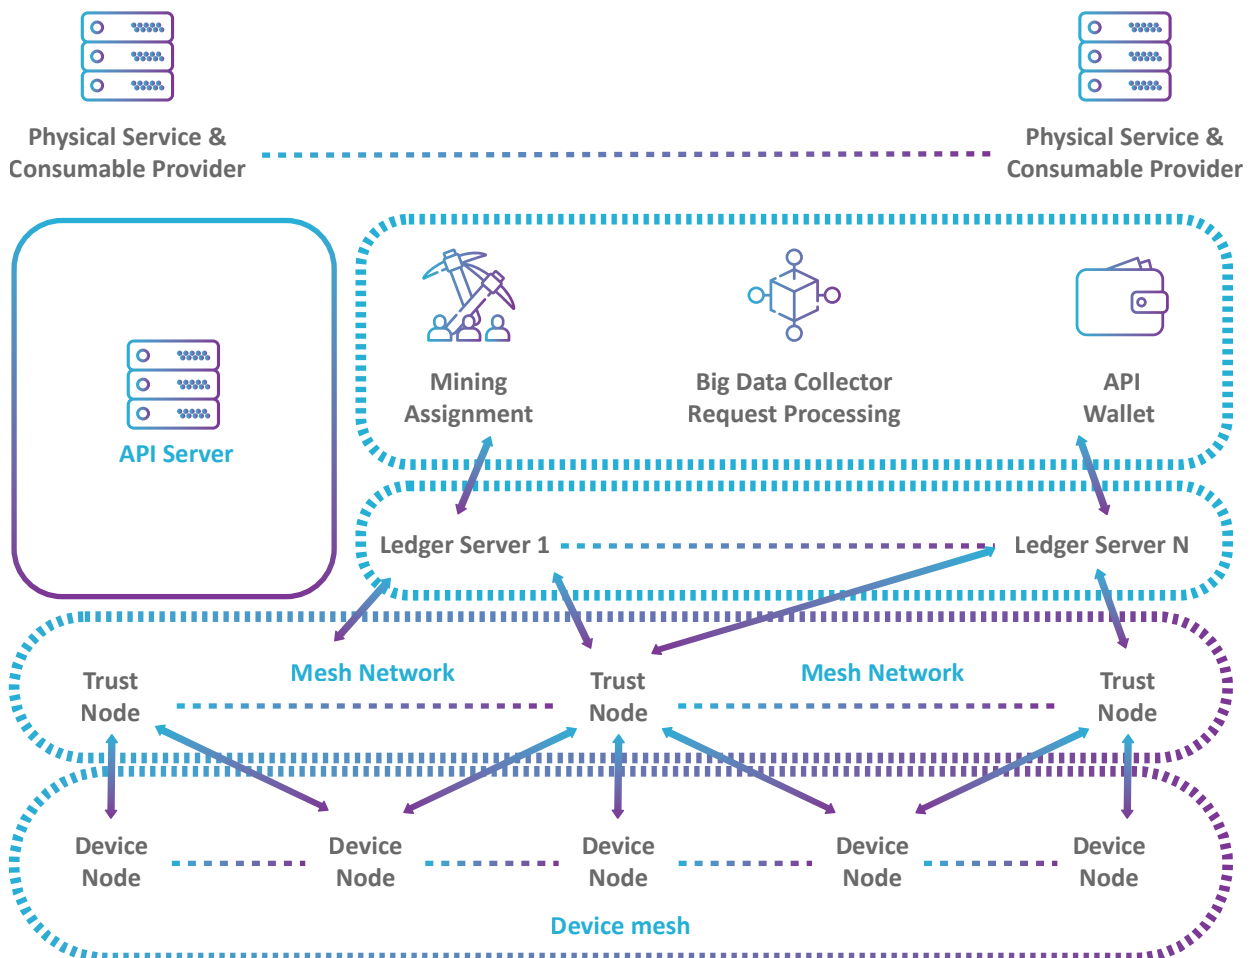 Physical Service &
Consumable Provider
Physical Service &
Consumable Provider
API Server
Mining
Assignment
Big Data Collector
Request Processing
API
Wallet
Ledger Server 1
Ledger Server N
Mesh Network
Mesh Network
Trust
Node
Trust
Node
Trust
Node
Device
Node
Device
Node
Device
Node
Device
Node
Device
Node
Device mesh